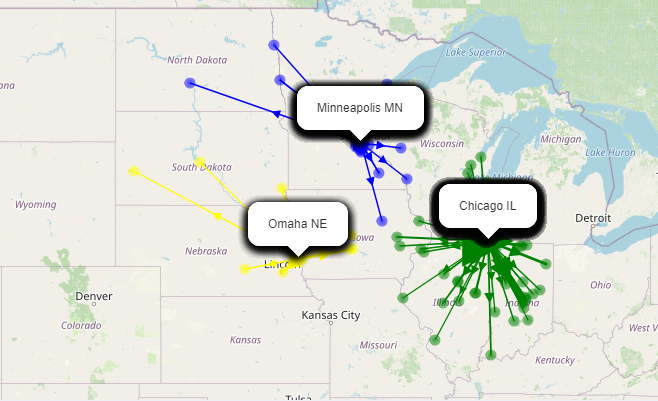 North Dakota
Lake Superior
Minneapolis MN
Wisconsin
Michigan
Lake Huron
South Dakota
Wyoming
Chicago IL
Omaha NE
Detroit
Nebraska
Iowa
Lincoln
Denver
Colorado
Illinois
Indiana
Ohio
Kansas City
Kansas
Missouri
Kentucky
West V
Tulsa